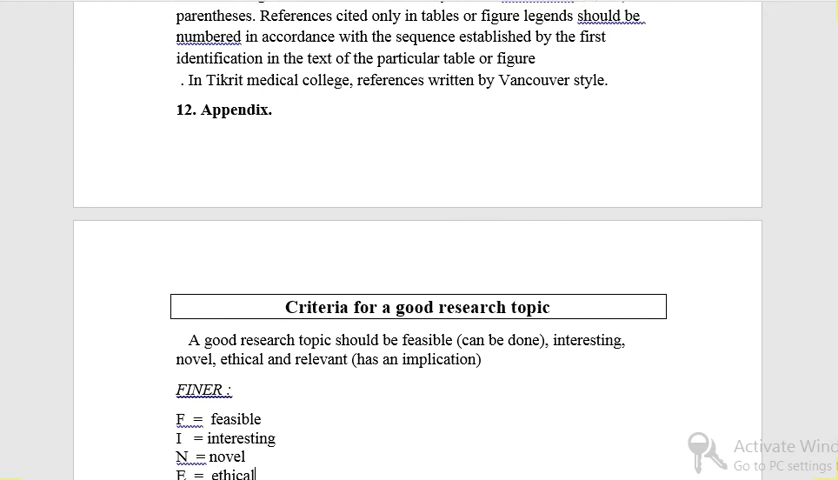 parentheses. References cited only in tables or figure legends should be
numbered in accordance with the sequence established by the first
identification in the text of the particular table or figure
. In Tikrit medical college, references written by Vancouver style.
12. Appendix.
Criteria for a good research topic
A good research topic should be feasible (can be done), interesting,
novel, ethical and relevant (has an implication)
FINER :
F = feasible
I = interesting
N = novel
E = ethical
Activate Wind
Go to PC settings